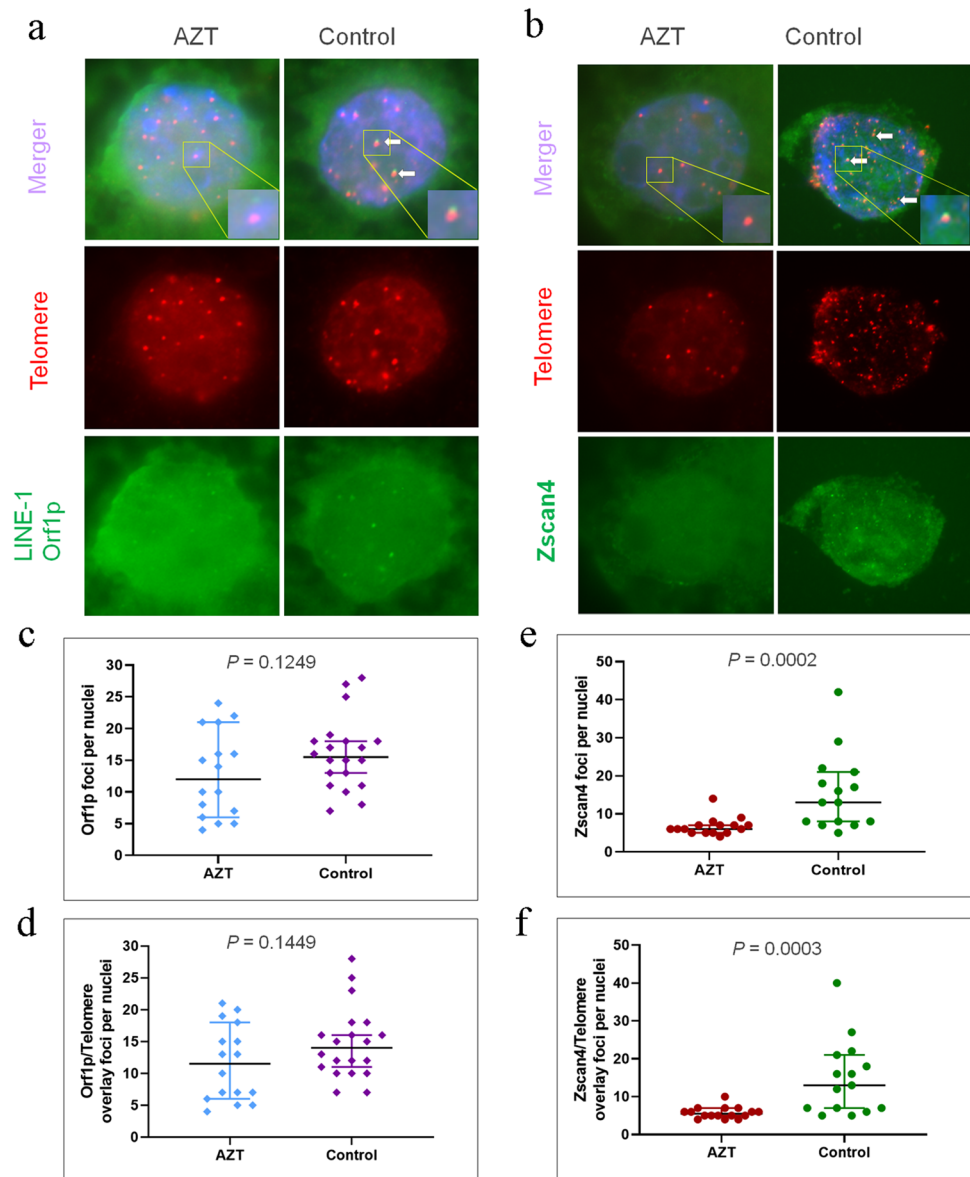 a
AZT
Control
Merger
Telomere
LINE-1
Orf1p
b
AZT
Control
Merger
Telomere
Zscan4
c
P = 0.1249
Orf1p foci per nuclei
30
25
20
15
10
5
0
AZT
Control
d
P = 0.1449
Orf1p/Telomere
overlay foci per nuclei
30
25
20
15
10
5
0
AZT
Control
e
P = 0.0002
Zscan4 foci per nuclei
50
40
30
20
10
0
AZT
Control
f
P = 0.0003
Zscan4/Telomere
overlay foci per nuclei
50
40
30
20
10
0
AZT
Control